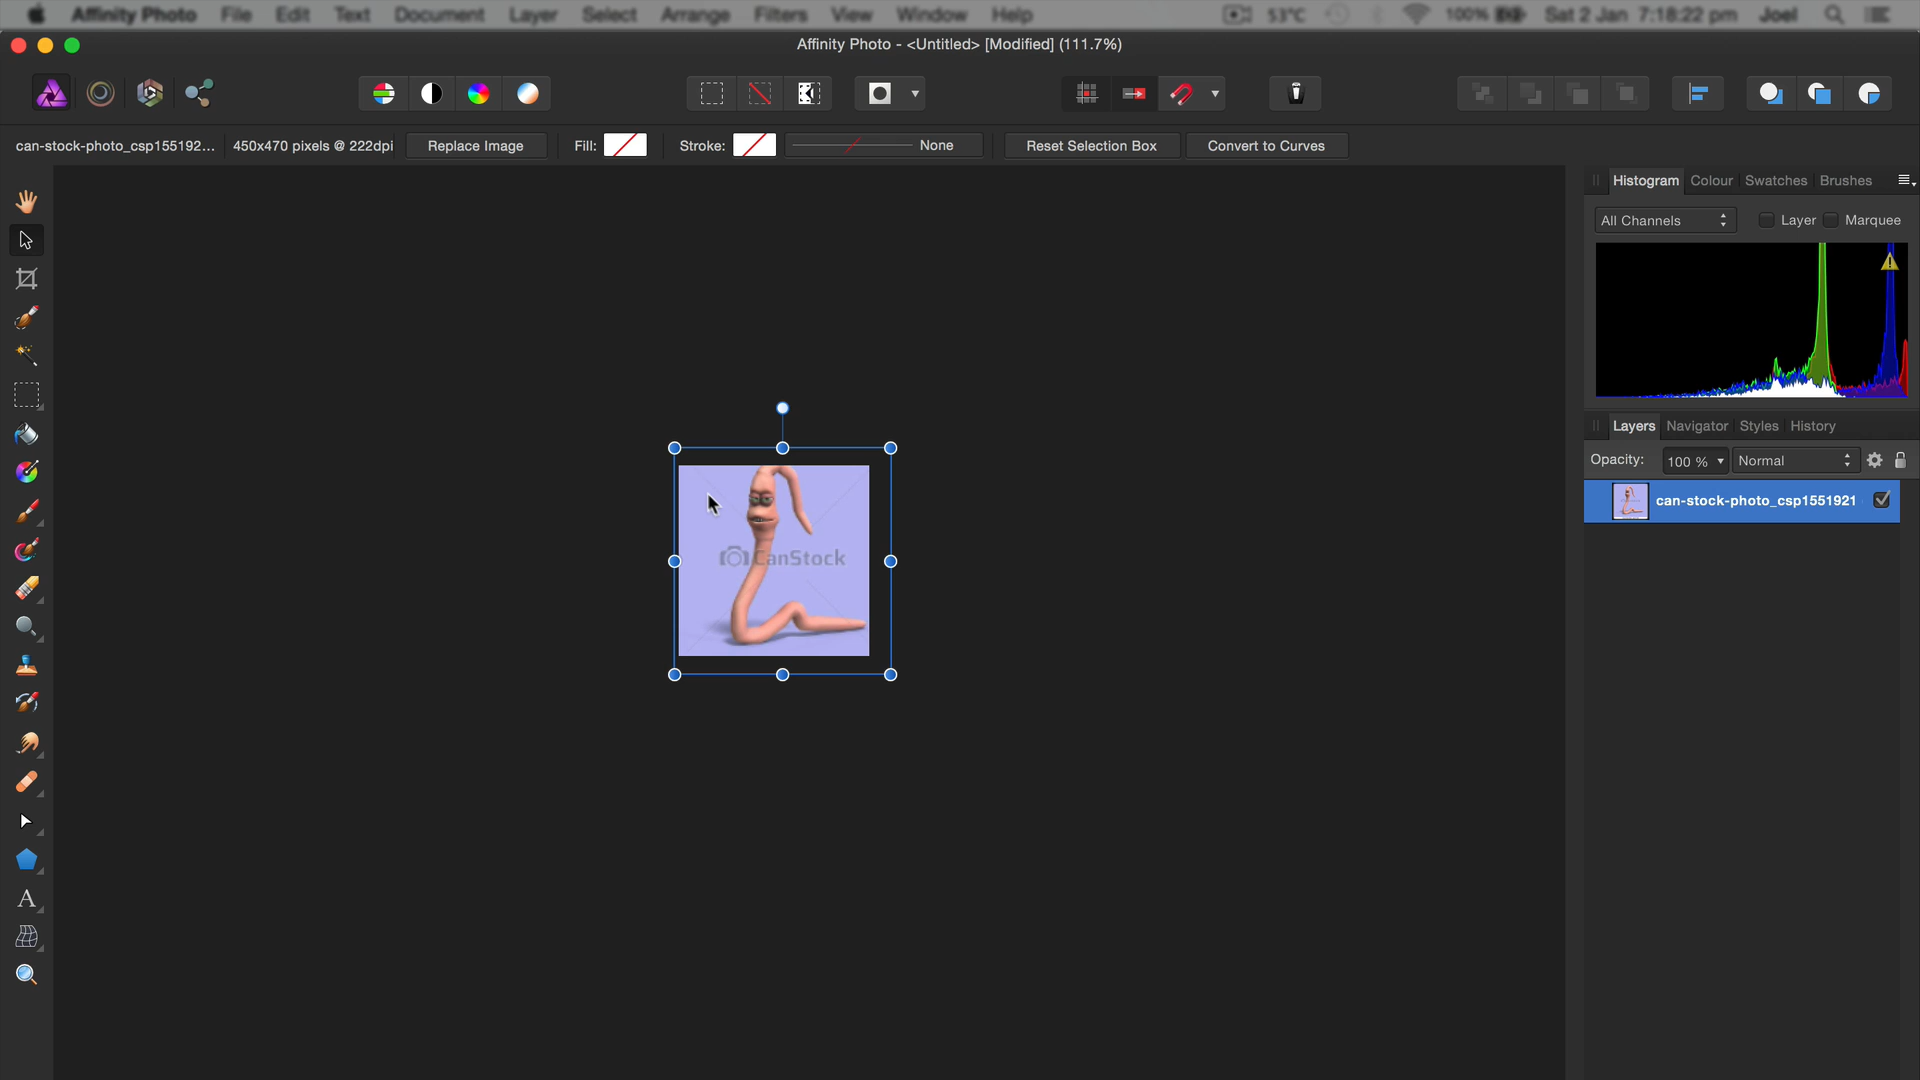 Affinity Photo File Edit Text Document Layer Select Arrange Filters View Window Help 53°C 100% Sat 2 Jan 7:18:22 pm Joel
Affinity Photo - <Untitled> [Modified] (111.7%)
can-stock-photo_csp155192... 450x470 pixels @ 222dpi Replace Image Fill: Stroke: None Reset Selection Box Convert to Curves
Histogram Colour Swatches Brushes
All Channels Layer Marquee
CanStock
Layers Navigator Styles History
Opacity: 100 % Normal
can-stock-photo_csp1551921